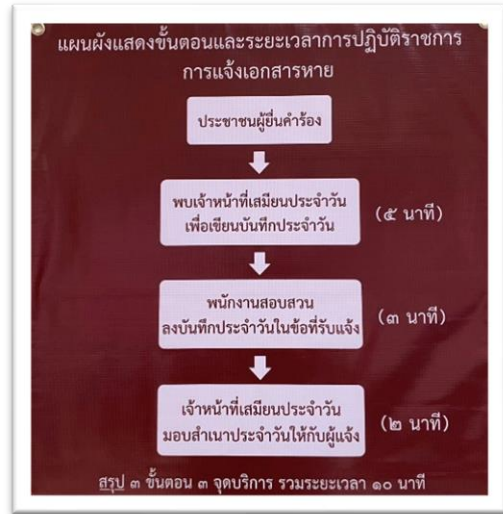 แผนผังแสดงขั้นตอนและระยะเวลาการปฏิบัติราชการ
การแจ้งเอกสารหาย
ประชาชนผู้ยื่นคำร้อง
พบเจ้าหน้าที่เสมียนประจำวัน
เพื่อเขียนบันทึกประจำวัน
(๕ นาที)
พนักงานสอบสวน
ลงบันทึกประจำวันในข้อที่รับแจ้ง
(๓ นาที)
เจ้าหน้าที่เสมียนประจำวัน
มอบสำเนาประจำวันให้กับผู้แจ้ง
(๒ นาที)
สรุป ๓ ขั้นตอน ๓ จุดบริการ รวมระยะเวลา ๑๐ นาที